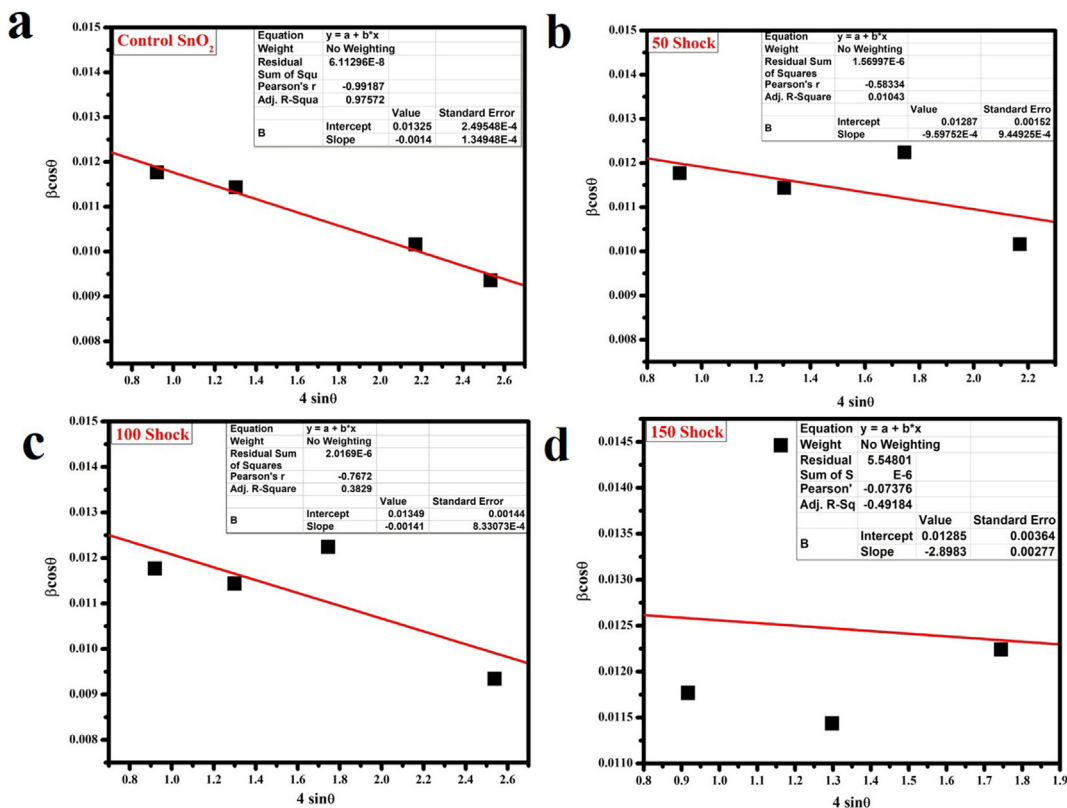 a
Control SnO₂
Equation y = a + b*x
Weight No Weighting
Residual 6.11296E-8
Sum of Squ
Pearson's r -0.99187
Adj. R-Squa 0.97572
Value Standard Error
B Intercept 0.01325 2.49548E-4
Slope -0.0014 1.34948E-4
0.015
0.014
0.013
0.012
0.011
0.010
0.009
0.008
βcosθ
0.8 1.0 1.2 1.4 1.6 1.8 2.0 2.2 2.4 2.6
4 sinθ
b
50 Shock
Equation y = a + b*x
Weight No Weighting
Residual Sum 1.56997E-6
of Squares
Pearson's r -0.58334
Adj. R-Square 0.01043
Value Standard Erro
B Intercept 0.01287 0.00152
Slope -9.59752E-4 9.44925E-4
0.015
0.014
0.013
0.012
0.011
0.010
0.009
0.008
βcosθ
0.8 1.0 1.2 1.4 1.6 1.8 2.0 2.2
4 sinθ
c
100 Shock
Equation y = a + b*x
Weight No Weighting
Residual Sum 2.0169E-6
of Squares
Pearson's r -0.7672
Adj. R-Square 0.3829
Value Standard Error
B Intercept 0.01349 0.00144
Slope -0.00141 8.33073E-4
0.015
0.014
0.013
0.012
0.011
0.010
0.009
0.008
βcosθ
0.8 1.0 1.2 1.4 1.6 1.8 2.0 2.2 2.4 2.6
4 sinθ
d
150 Shock
Equation y = a + b*x
Weight No Weighting
Residual 5.54801
Sum of S E-6
Pearson' -0.07376
Adj. R-Sq -0.49184
Value Standard Erro
B Intercept 0.01285 0.00364
Slope -2.8983 0.00277
0.0145
0.0140
0.0135
0.0130
0.0125
0.0120
0.0115
0.0110
βcosθ
0.8 0.9 1.0 1.1 1.2 1.3 1.4 1.5 1.6 1.7 1.8 1.9
4 sinθ